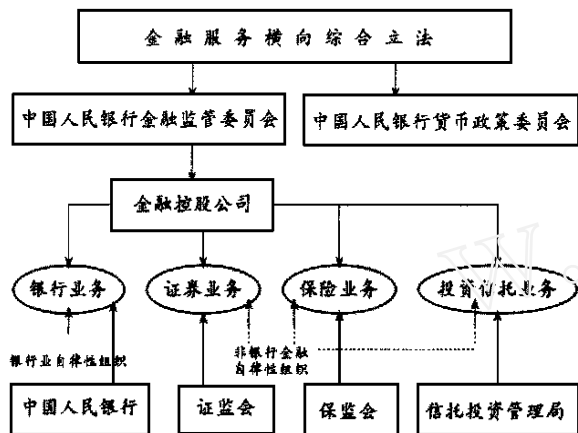 金融服务横向综合立法
中国人民银行金融监管委员会
中国人民银行货币政策委员会
金融控股公司
银行业务
证券业务
保险业务
投资信托业务
银行业自律性组织
非银行金融
自律性组织
中国人民银行
证监会
保监会
信托投资管理局